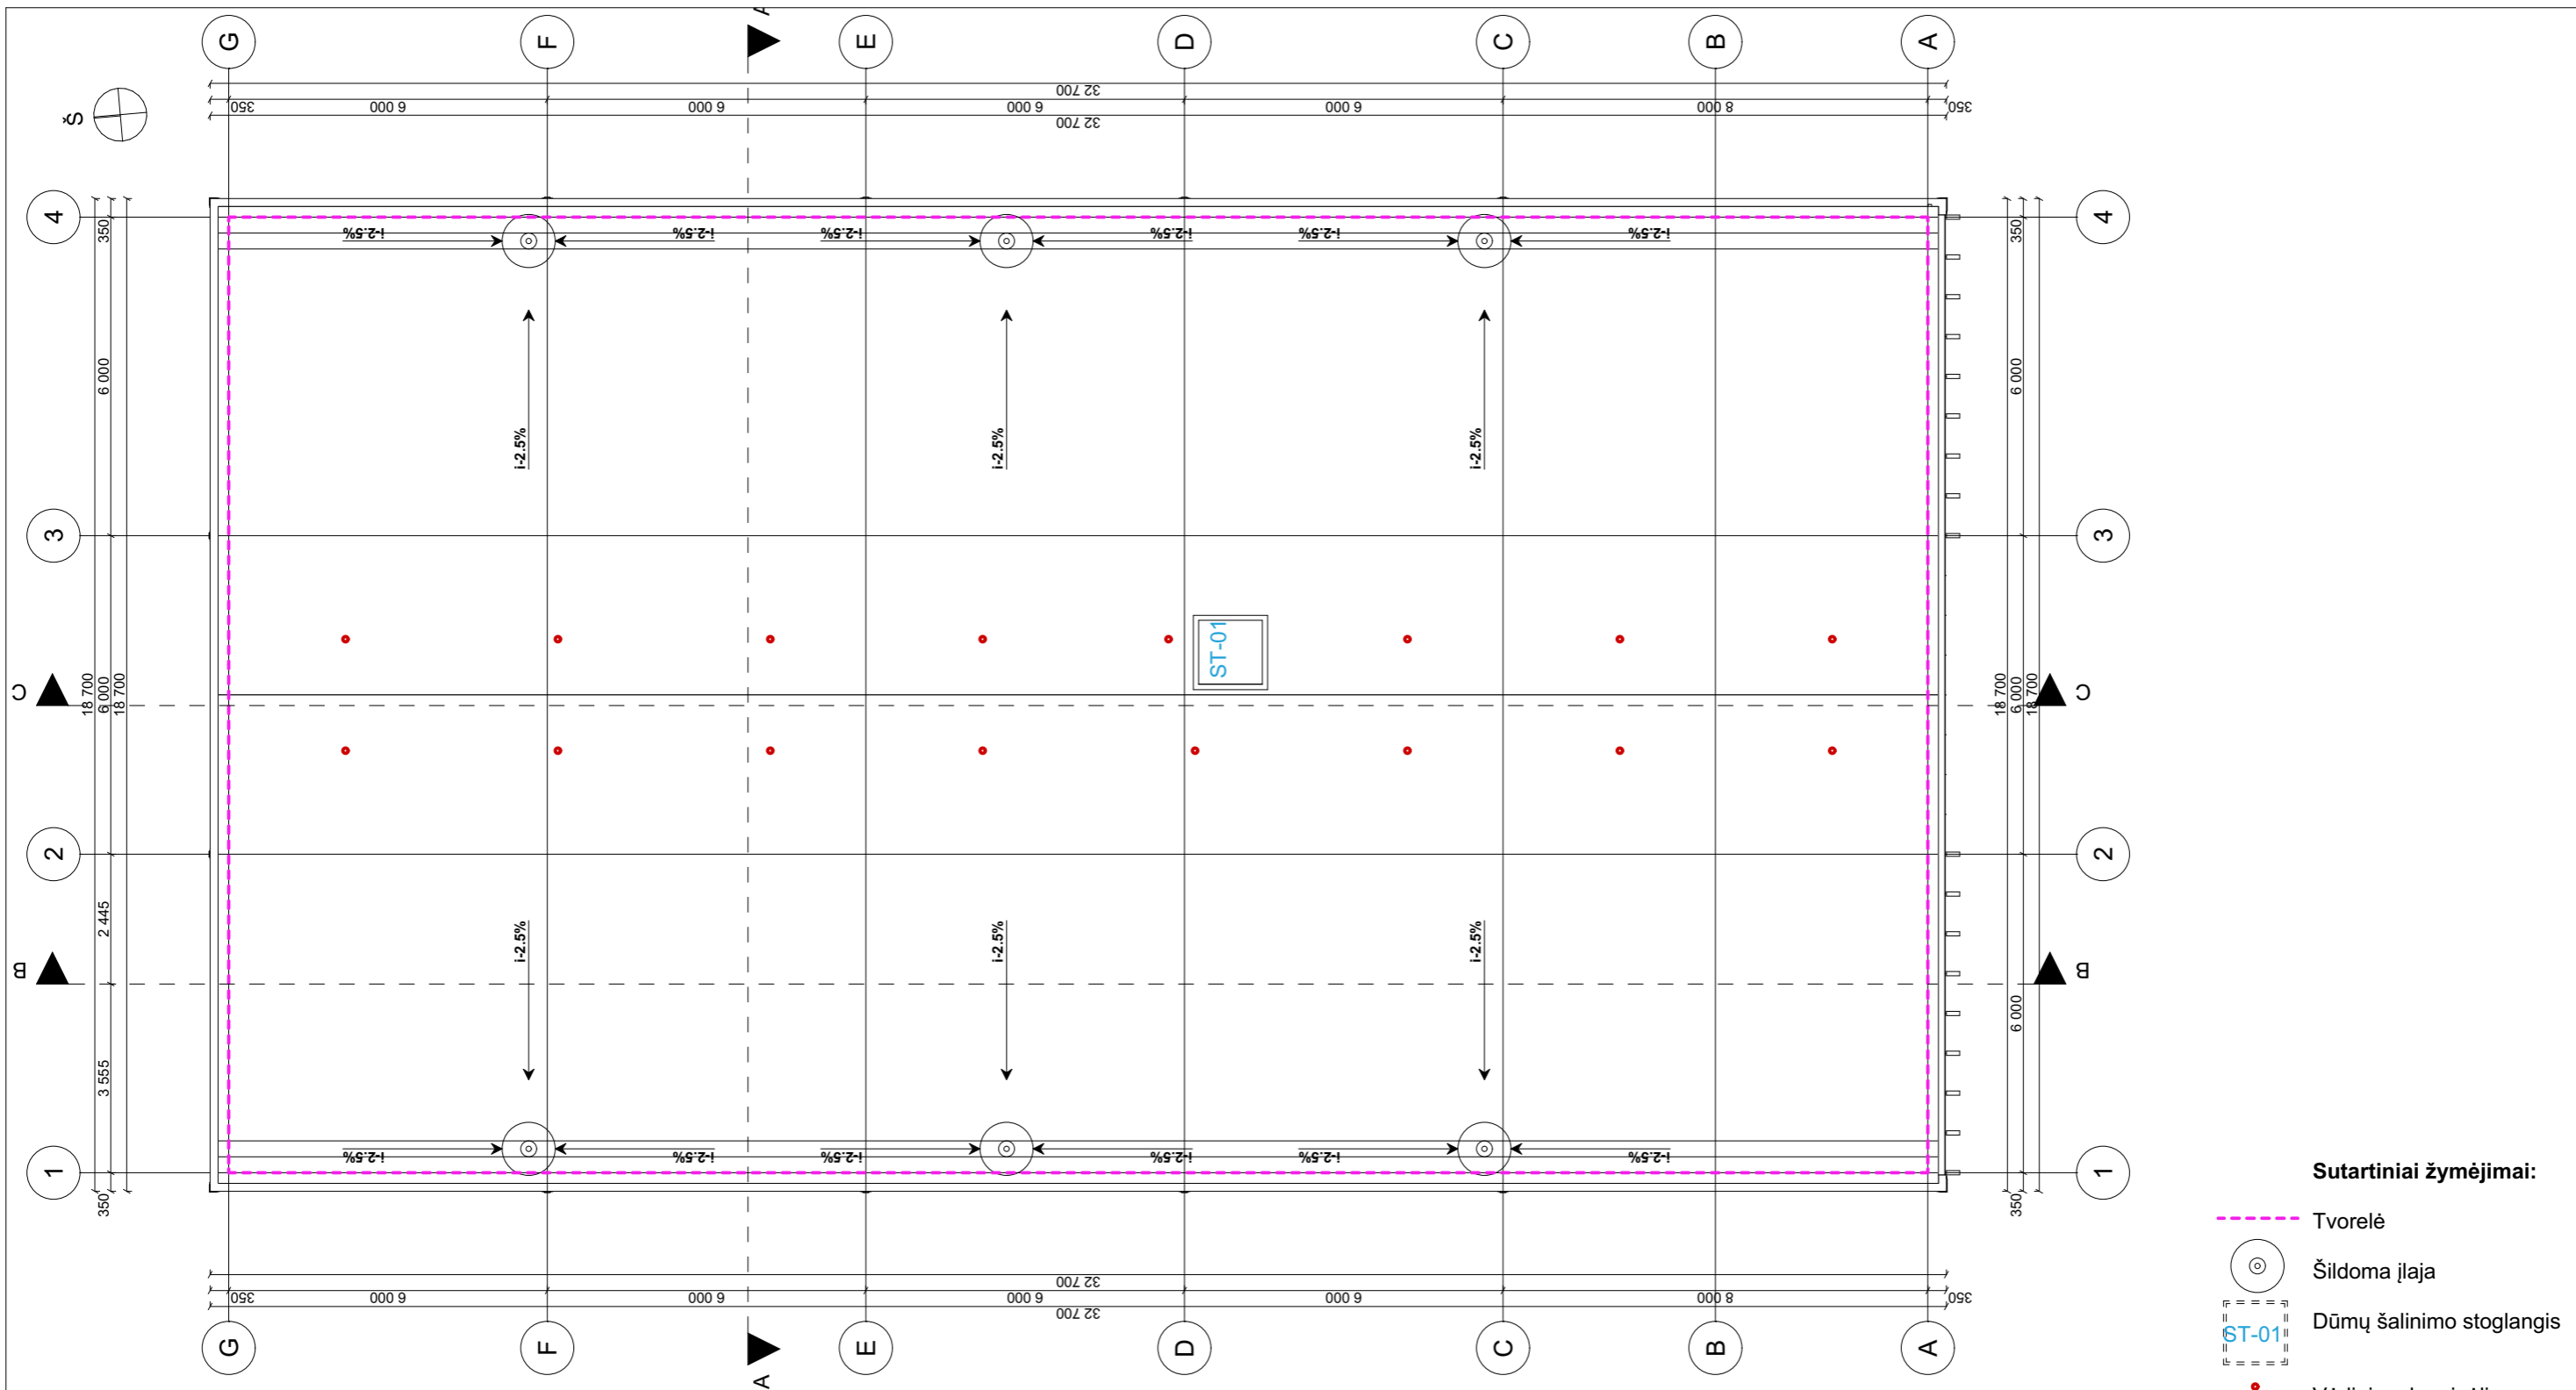 G F A E D C B A
32 700
350 6 000 6 000 6 000 6 000 8 000 350
32 700
Š
4 350 350 4
i-2.5% i-2.5% i-2.5% i-2.5% i-2.5% i-2.5%
6 000 6 000
i-2.5% i-2.5% i-2.5%
3 3
ST-01
C 18 700 6 000 18 700 18 700 6 000 18 700 C
2 2
2 445
i-2.5% i-2.5% i-2.5%
B B
3 555 6 000
i-2.5% i-2.5% i-2.5% i-2.5% i-2.5% i-2.5%
1 350 350 1
32 700
350 6 000 6 000 6 000 6 000 8 000 350
32 700
G F A E D C B A
Sutartiniai žymėjimai:
Tvorelė
Šildoma įlaja
ST-01 Dūmų šalinimo stoglangis